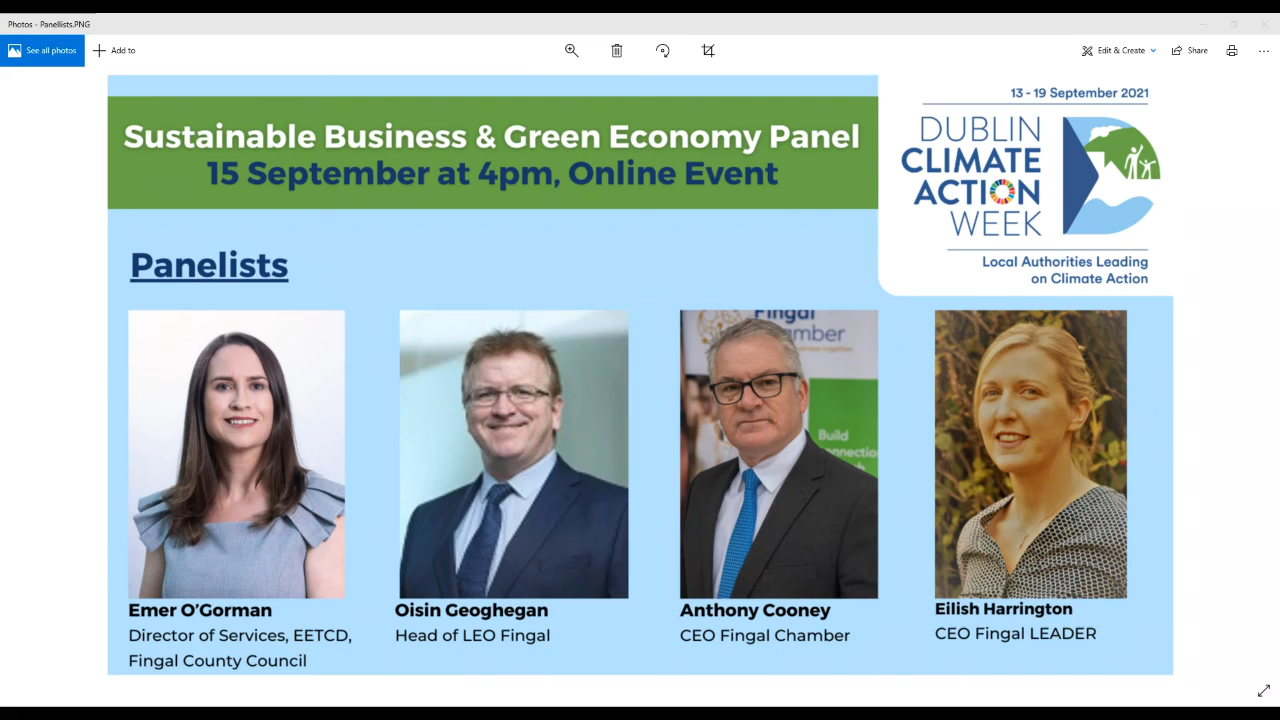 Photos - Panellists.PNG
See all photos
Add to
Edit & Create
Share
13 - 19 September 2021
DUBLIN
CLIMATE
ACTION
WEEK
Local Authorities Leading
on Climate Action
Sustainable Business & Green Economy Panel
15 September at 4pm, Online Event
Panelists
Fingal
Build
Emer O'Gorman
Director of Services, EETCD,
Fingal County Council
Oisin Geoghegan
Head of LEO Fingal
Anthony Cooney
CEO Fingal Chamber
Eilish Harrington
CEO Fingal LEADER